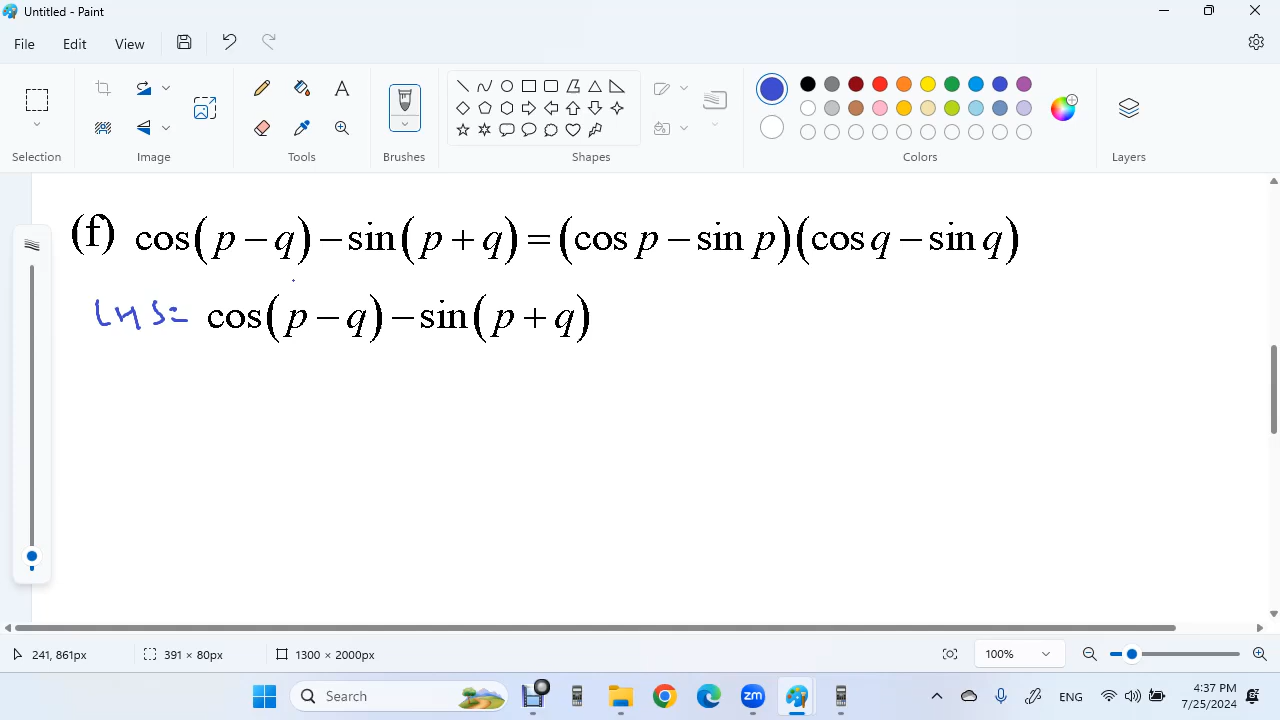 Untitled - Paint
File Edit View
Selection Image Tools Brushes Shapes Colors Layers
(f) cos(p − q) − sin(p + q) = (cos p − sin p)(cos q − sin q)
LHS= cos(p − q) − sin(p + q)
241, 861px 391 × 80px 1300 × 2000px 100%
Search zm ENG 4:37 PM
7/25/2024